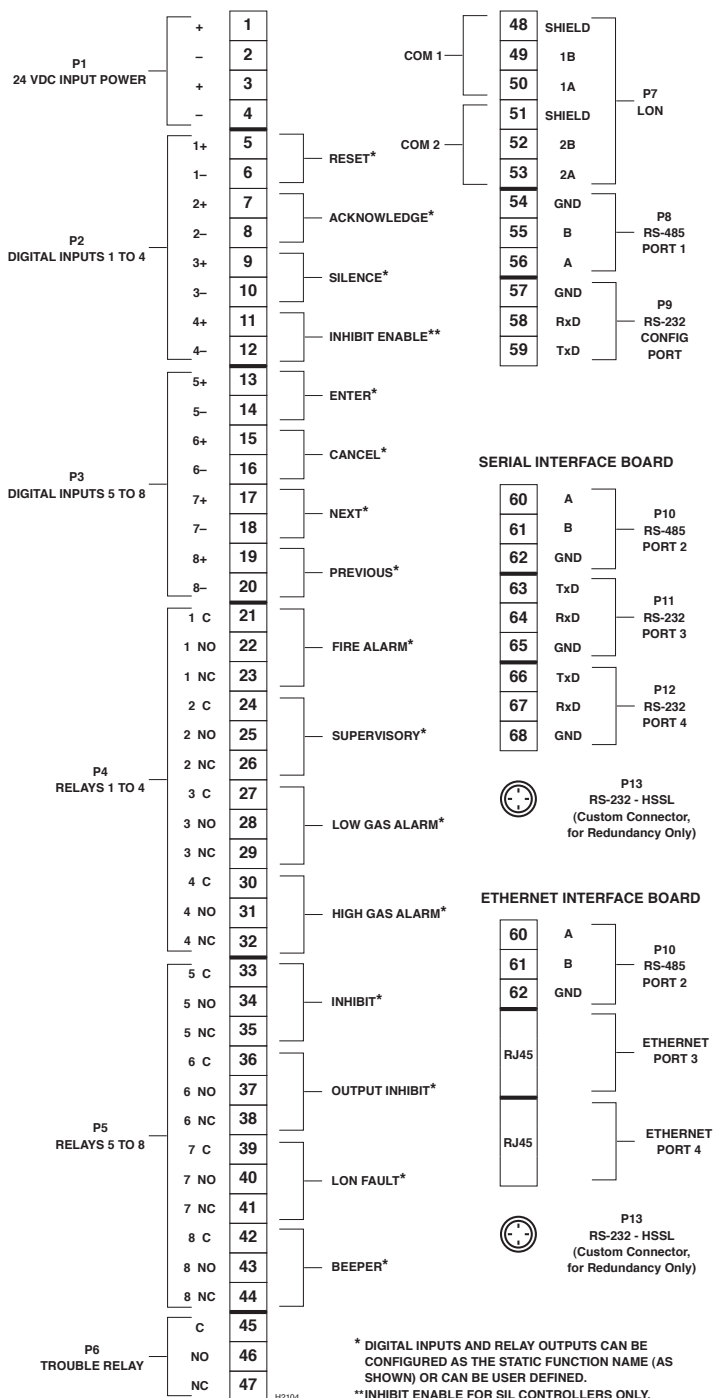 P1
24 VDC INPUT POWER
+ 1
– 2
+ 3
– 4
P2
DIGITAL INPUTS 1 TO 4
1+ 5
1– 6
RESET*
2+ 7
2– 8
ACKNOWLEDGE*
3+ 9
3– 10
SILENCE*
4+ 11
4– 12
INHIBIT ENABLE**
P3
DIGITAL INPUTS 5 TO 8
5+ 13
5– 14
ENTER*
6+ 15
6– 16
CANCEL*
7+ 17
7– 18
NEXT*
8+ 19
8– 20
PREVIOUS*
P4
RELAYS 1 TO 4
1 C 21
1 NO 22
1 NC 23
FIRE ALARM*
2 C 24
2 NO 25
2 NC 26
SUPERVISORY*
3 C 27
3 NO 28
3 NC 29
LOW GAS ALARM*
4 C 30
4 NO 31
4 NC 32
HIGH GAS ALARM*
P5
RELAYS 5 TO 8
5 C 33
5 NO 34
5 NC 35
INHIBIT*
6 C 36
6 NO 37
6 NC 38
OUTPUT INHIBIT*
7 C 39
7 NO 40
7 NC 41
LON FAULT*
8 C 42
8 NO 43
8 NC 44
BEEPER*
P6
TROUBLE RELAY
C 45
NO 46
NC 47
H2104
COM 1
48 SHIELD
49 1B
50 1A
COM 2
51 SHIELD
52 2B
53 2A
P7
LON
54 GND
55 B
56 A
P8
RS-485
PORT 1
57 GND
58 RxD
59 TxD
P9
RS-232
CONFIG
PORT
SERIAL INTERFACE BOARD
60 A
61 B
62 GND
P10
RS-485
PORT 2
63 TxD
64 RxD
65 GND
P11
RS-232
PORT 3
66 TxD
67 RxD
68 GND
P12
RS-232
PORT 4
P13
RS-232 - HSSL
(Custom Connector,
for Redundancy Only)
ETHERNET INTERFACE BOARD
60 A
61 B
62 GND
P10
RS-485
PORT 2
RJ45
ETHERNET
PORT 3
RJ45
ETHERNET
PORT 4
P13
RS-232 - HSSL
(Custom Connector,
for Redundancy Only)
* DIGITAL INPUTS AND RELAY OUTPUTS CAN BE
CONFIGURED AS THE STATIC FUNCTION NAME (AS
SHOWN) OR CAN BE USER DEFINED.
**INHIBIT ENABLE FOR SIL CONTROLLERS ONLY.